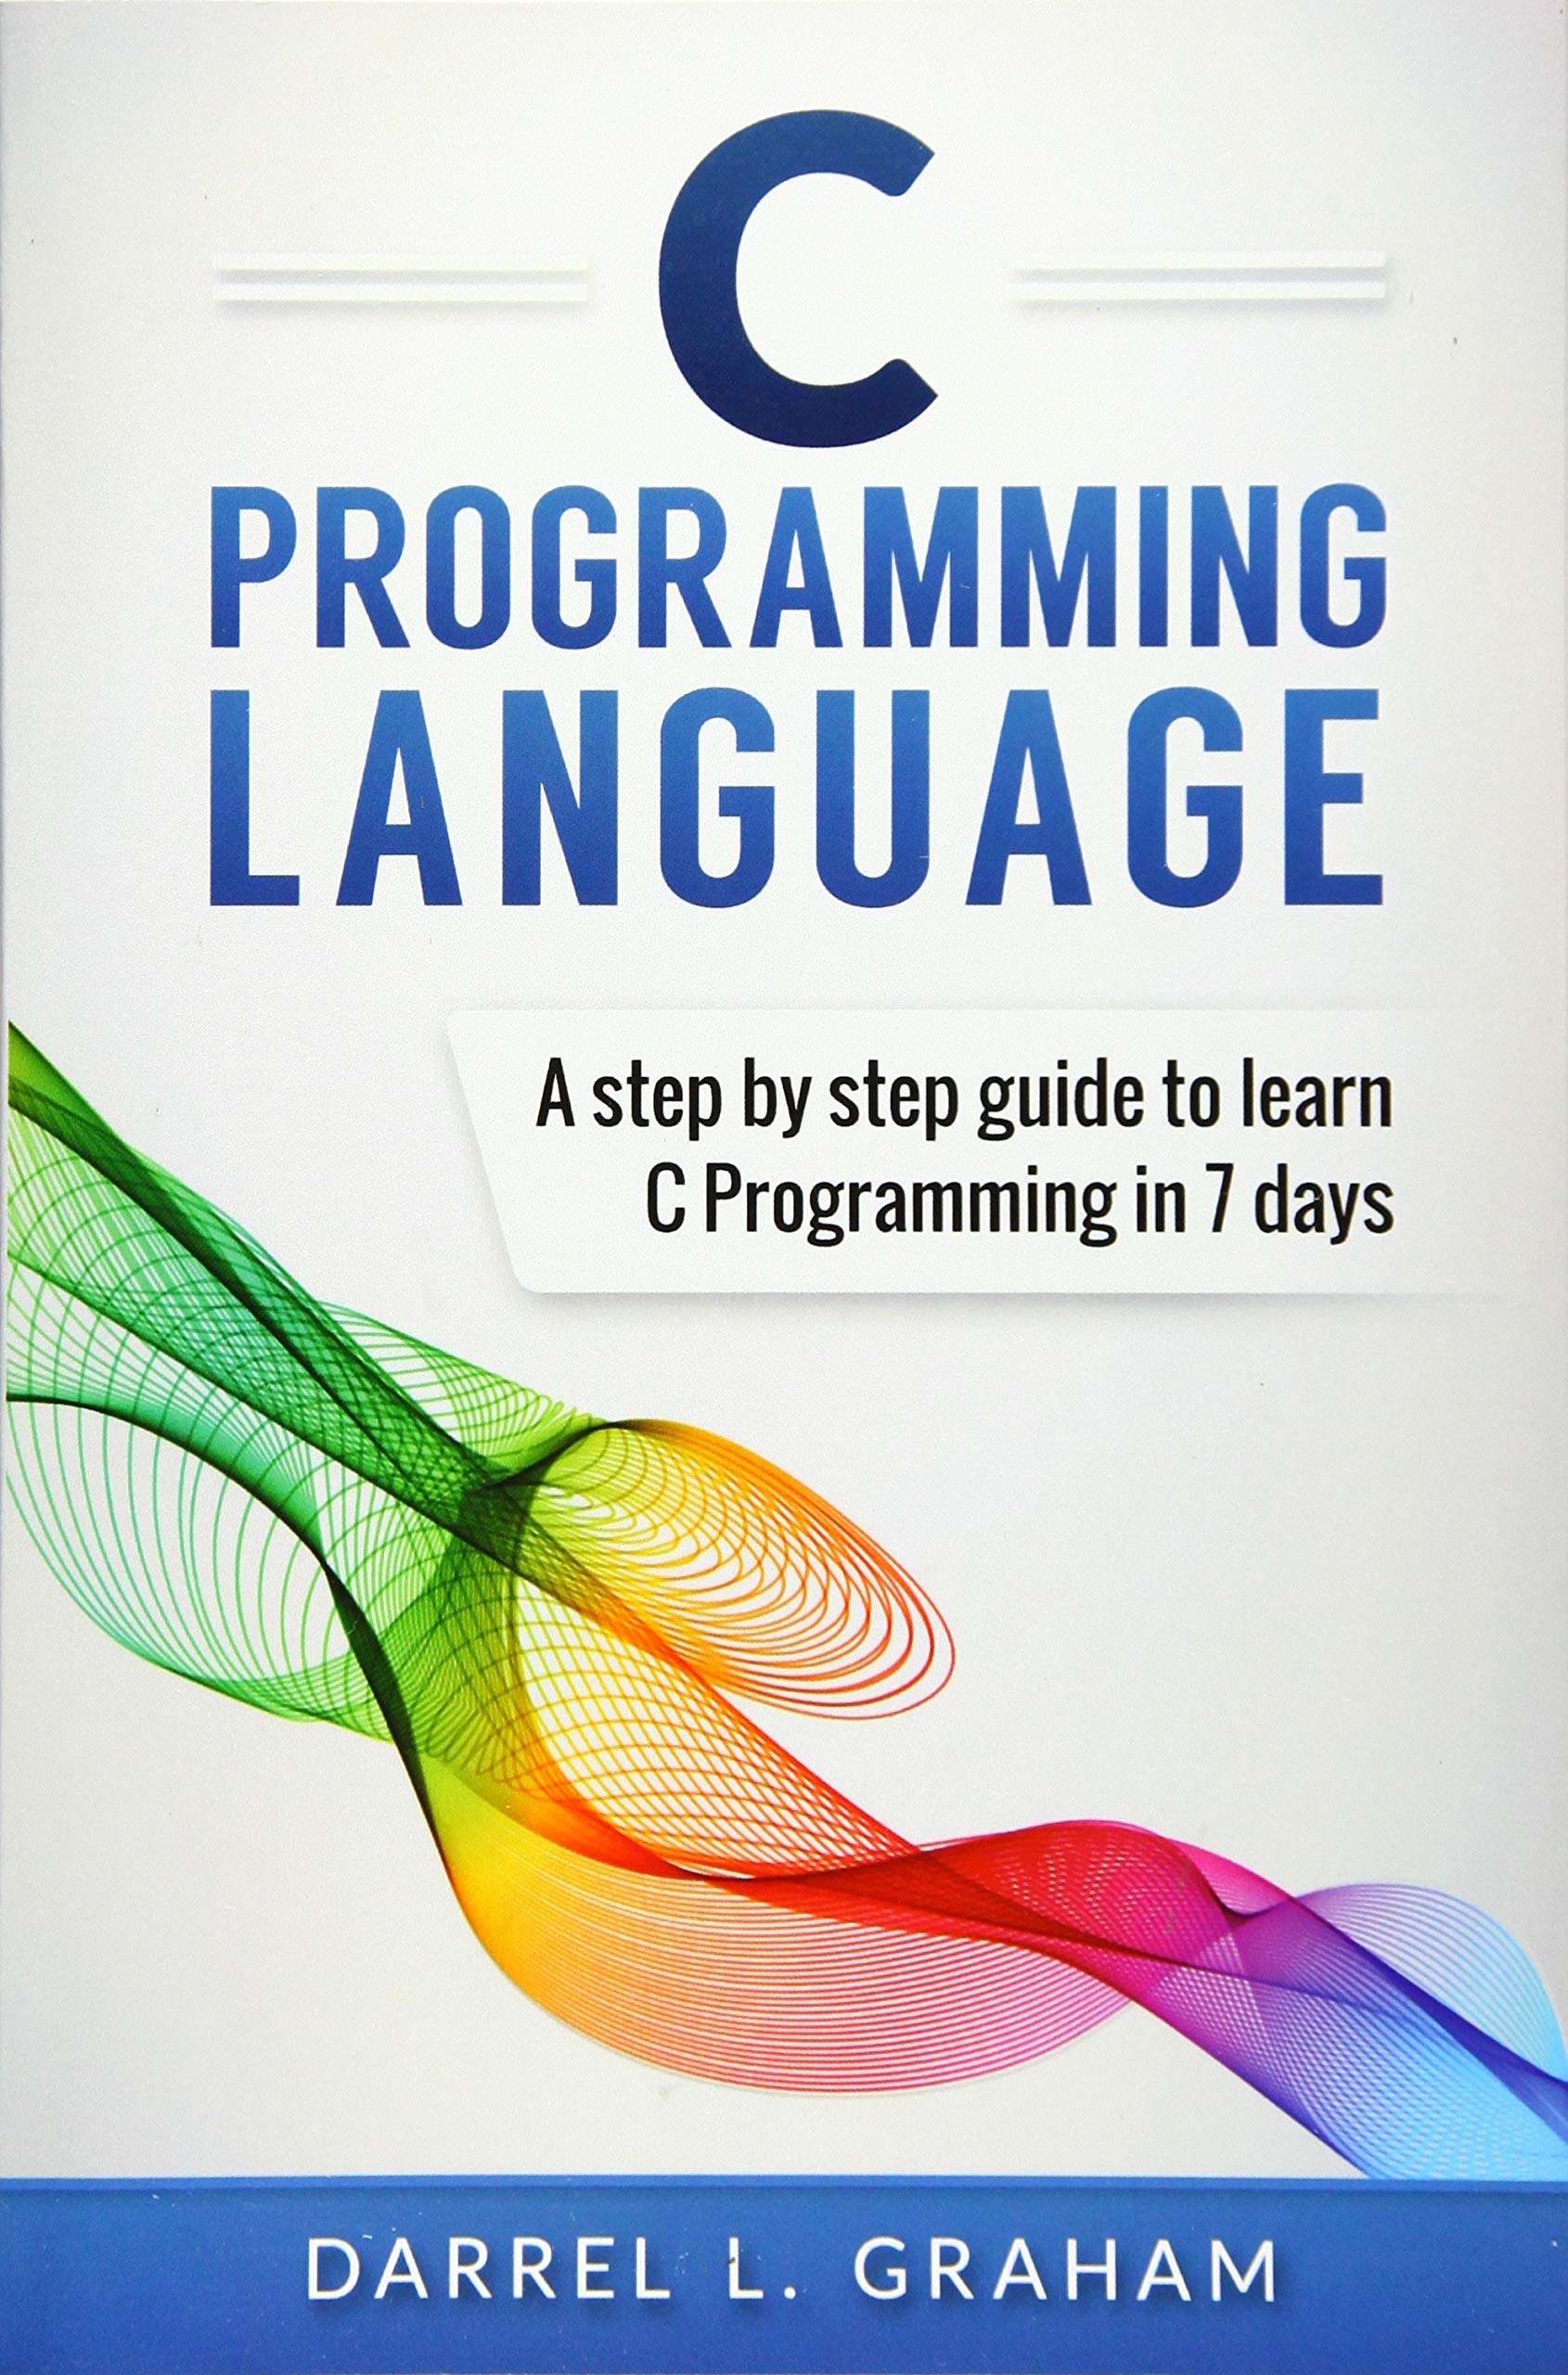 C
PROGRAMMING
LANGUAGE
A step by step guide to learn
C Programming in 7 days
DARREL L. GRAHAM